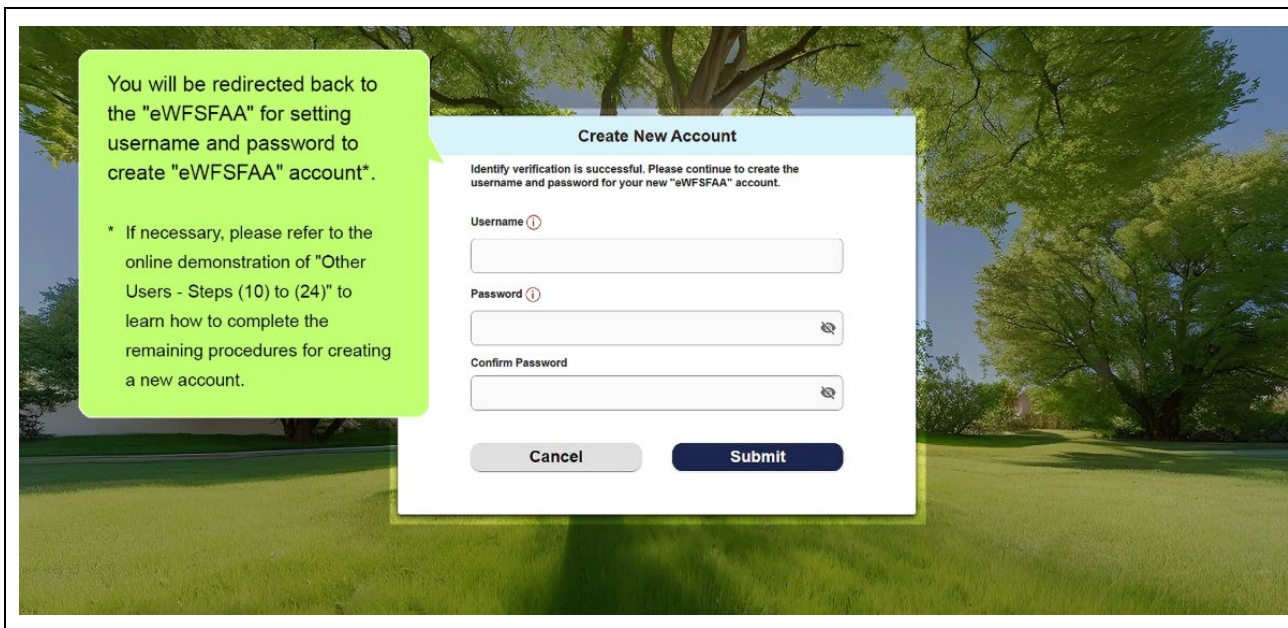 You will be redirected back to
the "eWFSFAA" for setting
username and password to
create "eWFSFAA" account*.
* If necessary, please refer to the
online demonstration of "Other
Users - Steps (10) to (24)" to
learn how to complete the
remaining procedures for creating
a new account.
Create New Account
Identify verification is successful. Please continue to create the
username and password for your new "eWFSFAA" account.
Username
Password
Confirm Password
Cancel
Submit